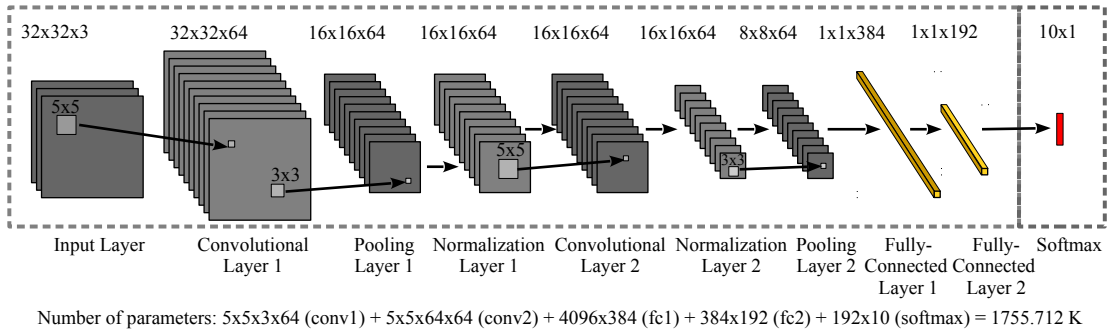 32x32x3 32x32x64 16x16x64 16x16x64 16x16x64 16x16x64 8x8x64 1x1x384 1x1x192 10x1
5x5
5x5
3x3
3x3
Input Layer Convolutional Pooling Normalization Convolutional Normalization Pooling Fully- Fully- Softmax
Layer 1 Layer 1 Layer 1 Layer 2 Layer 2 Layer 2 Connected Connected
Layer 1 Layer 2
Number of parameters: 5x5x3x64 (conv1) + 5x5x64x64 (conv2) + 4096x384 (fc1) + 384x192 (fc2) + 192x10 (softmax) = 1755.712 K